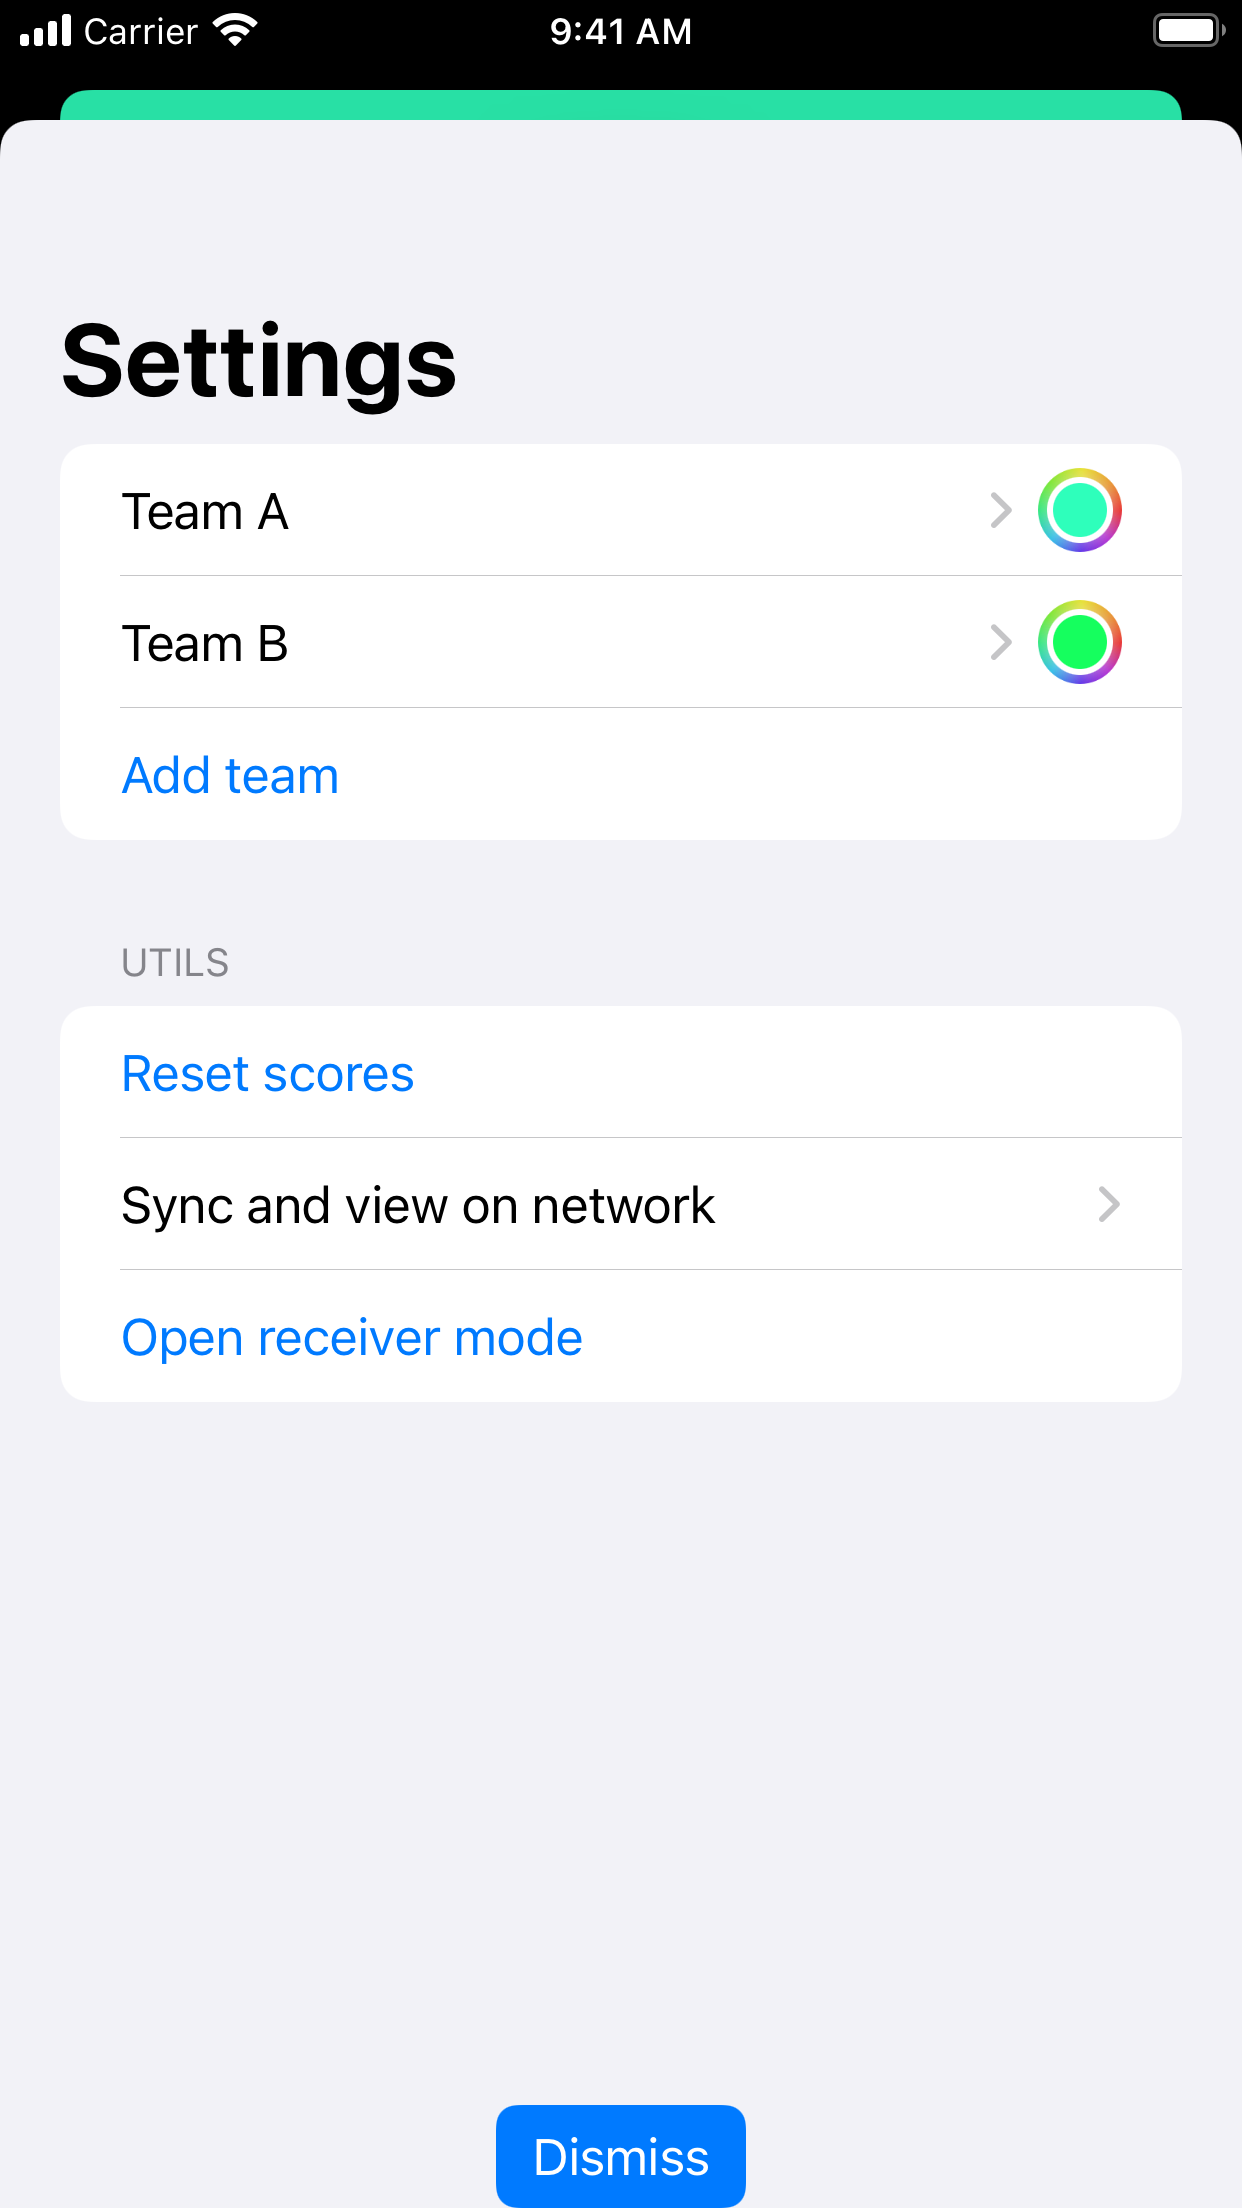 Carrier 9:41 AM
Settings
Team A
Team B
Add team
UTILS
Reset scores
Sync and view on network
Open receiver mode
Dismiss